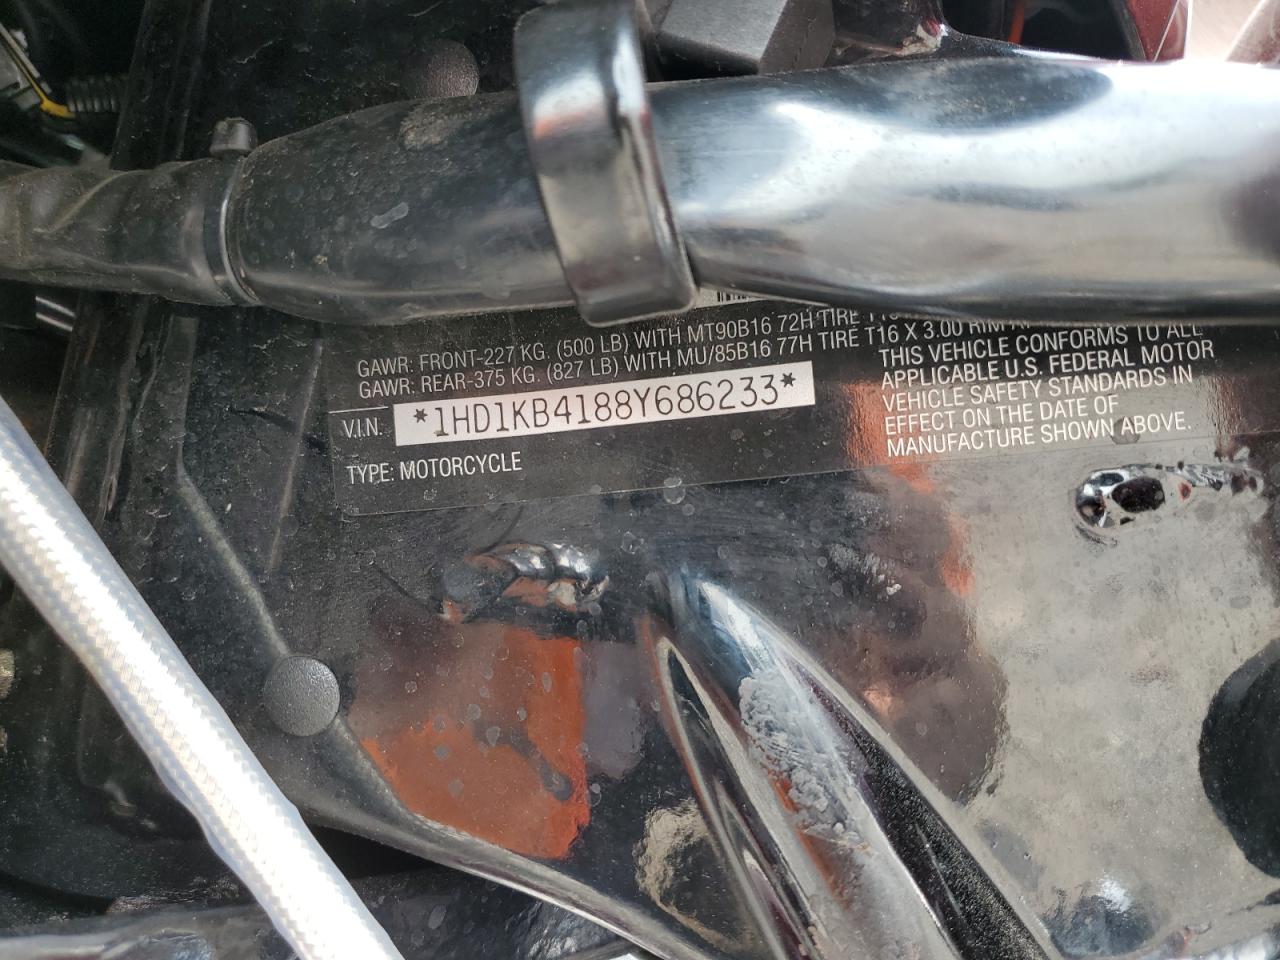 GAWR: FRONT-227 KG. (500 LB) WITH MT90B16 72H TIRE
GAWR: REAR-375 KG. (827 LB) WITH MU/85B16 77H TIRE T16 X 3.00 RIM
V.I.N. *1HD1KB4188Y686233*
TYPE: MOTORCYCLE
THIS VEHICLE CONFORMS TO ALL
APPLICABLE U.S. FEDERAL MOTOR
VEHICLE SAFETY STANDARDS IN
EFFECT ON THE DATE OF
MANUFACTURE SHOWN ABOVE.